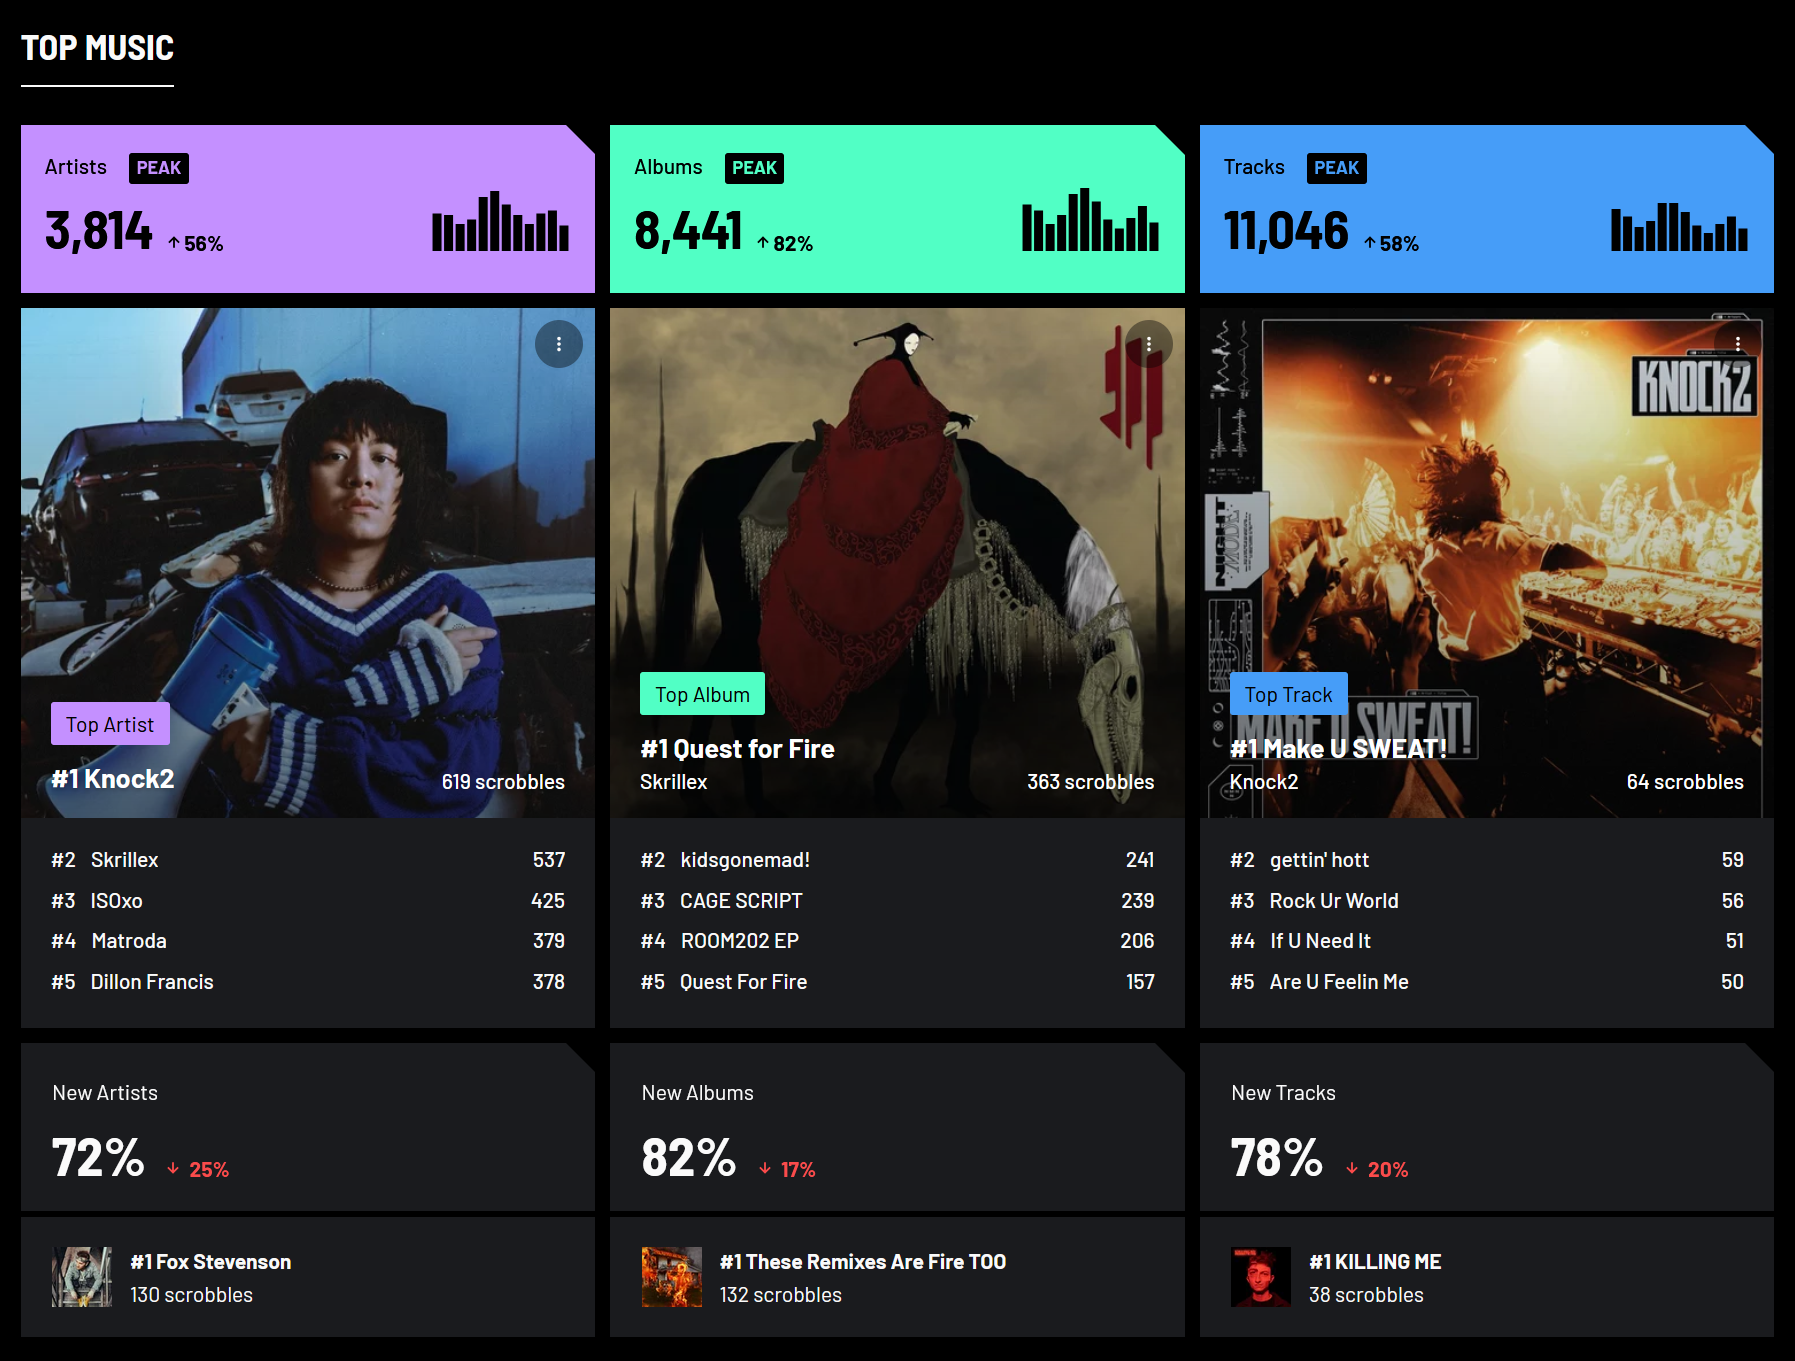 TOP MUSIC
Artists PEAK
3,814 ↑ 56%
Albums PEAK
8,441 ↑ 82%
Tracks PEAK
11,046 ↑ 58%
Top Artist
#1 Knock2
619 scrobbles
#2 Skrillex 537
#3 ISOxo 425
#4 Matroda 379
#5 Dillon Francis 378
Top Album
#1 Quest for Fire
Skrillex 363 scrobbles
#2 kidsgonemad! 241
#3 CAGE SCRIPT 239
#4 ROOM202 EP 206
#5 Quest For Fire 157
KNOCK2
NIGHT
MODE
MAKE U SWEAT!
Top Track
#1 Make U SWEAT!
Knock2 64 scrobbles
#2 gettin' hott 59
#3 Rock Ur World 56
#4 If U Need It 51
#5 Are U Feelin Me 50
New Artists
72% ↓ 25%
#1 Fox Stevenson
130 scrobbles
New Albums
82% ↓ 17%
#1 These Remixes Are Fire TOO
132 scrobbles
New Tracks
78% ↓ 20%
#1 KILLING ME
38 scrobbles